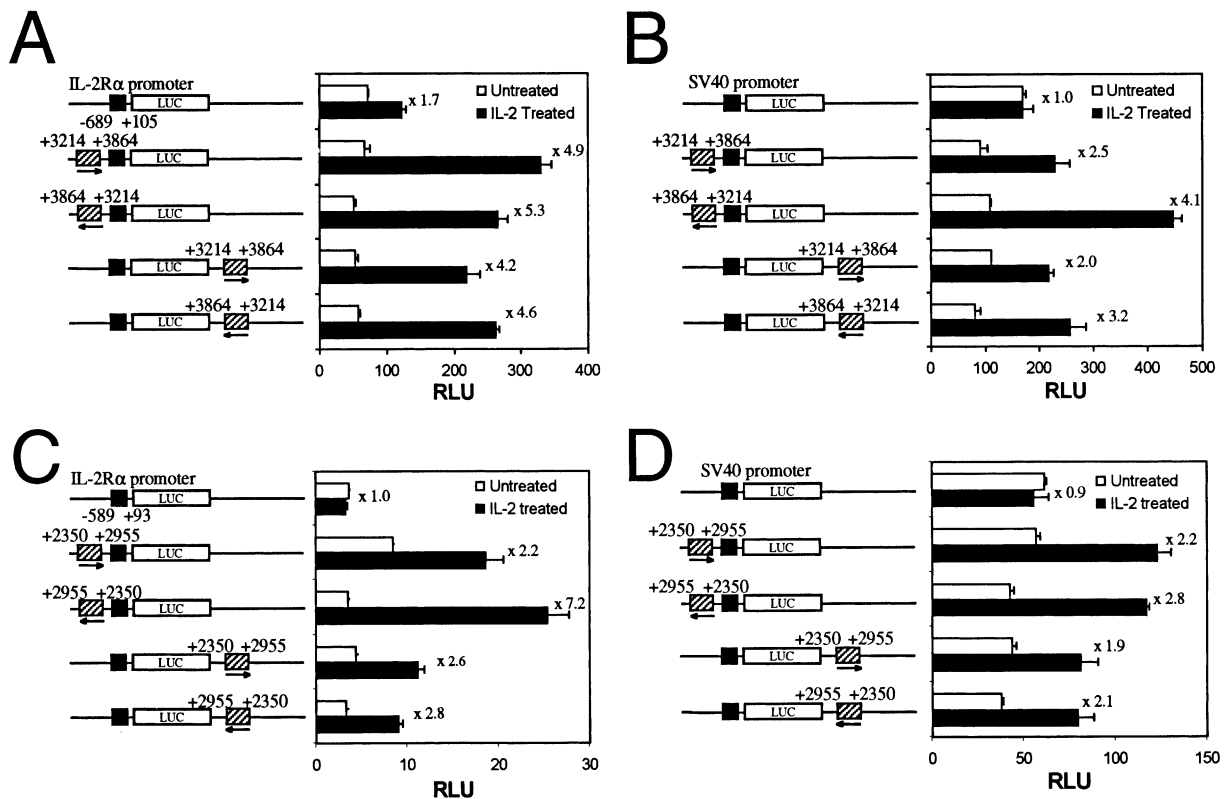 A
IL-2Rα promoter
LUC
-689 +105
+3214 +3864
LUC
+3864 +3214
LUC
+3214 +3864
LUC
+3864 +3214
LUC
Untreated
IL-2 Treated
x 1.7
x 4.9
x 5.3
x 4.2
x 4.6
0 100 200 300 400
RLU
B
SV40 promoter
LUC
+3214 +3864
LUC
+3864 +3214
LUC
+3214 +3864
LUC
+3864 +3214
LUC
Untreated
IL-2 Treated
x 1.0
x 2.5
x 4.1
x 2.0
x 3.2
0 100 200 300 400 500
RLU
C
IL-2Rα promoter
LUC
-589 +93
+2350 +2955
LUC
+2955 +2350
LUC
+2350 +2955
LUC
+2955 +2350
LUC
Untreated
IL-2 treated
x 1.0
x 2.2
x 7.2
x 2.6
x 2.8
0 10 20 30
RLU
D
SV40 promoter
LUC
+2350 +2955
LUC
+2955 +2350
LUC
+2350 +2955
LUC
+2955 +2350
LUC
Untreated
IL-2 treated
x 0.9
x 2.2
x 2.8
x 1.9
x 2.1
0 50 100 150
RLU